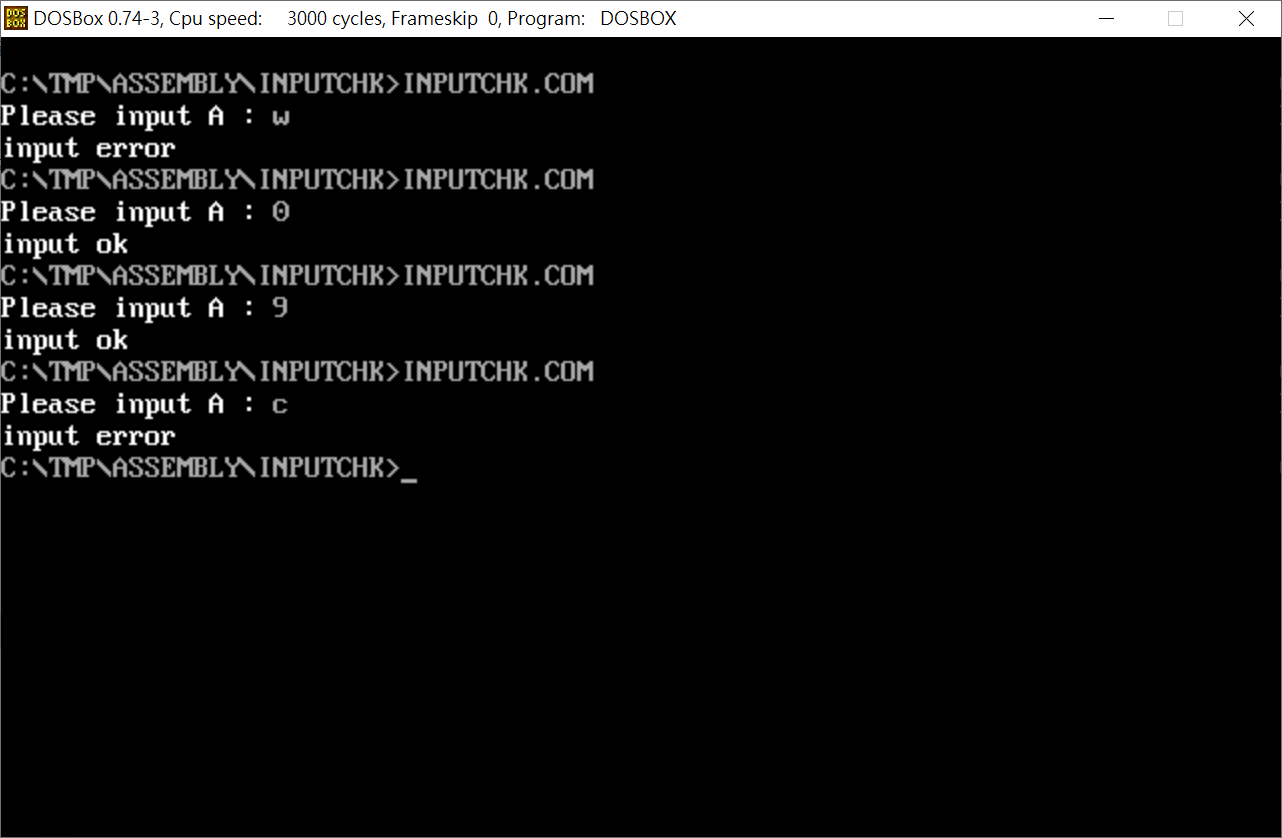 DOS BOX
DOSBox 0.74-3, Cpu speed: 3000 cycles, Frameskip 0, Program: DOSBOX
C:\TMP\ASSEMBLY\INPUTCHK>INPUTCHK.COM
Please input A : w
input error
C:\TMP\ASSEMBLY\INPUTCHK>INPUTCHK.COM
Please input A : 0
input ok
C:\TMP\ASSEMBLY\INPUTCHK>INPUTCHK.COM
Please input A : 9
input ok
C:\TMP\ASSEMBLY\INPUTCHK>INPUTCHK.COM
Please input A : c
input error
C:\TMP\ASSEMBLY\INPUTCHK>_